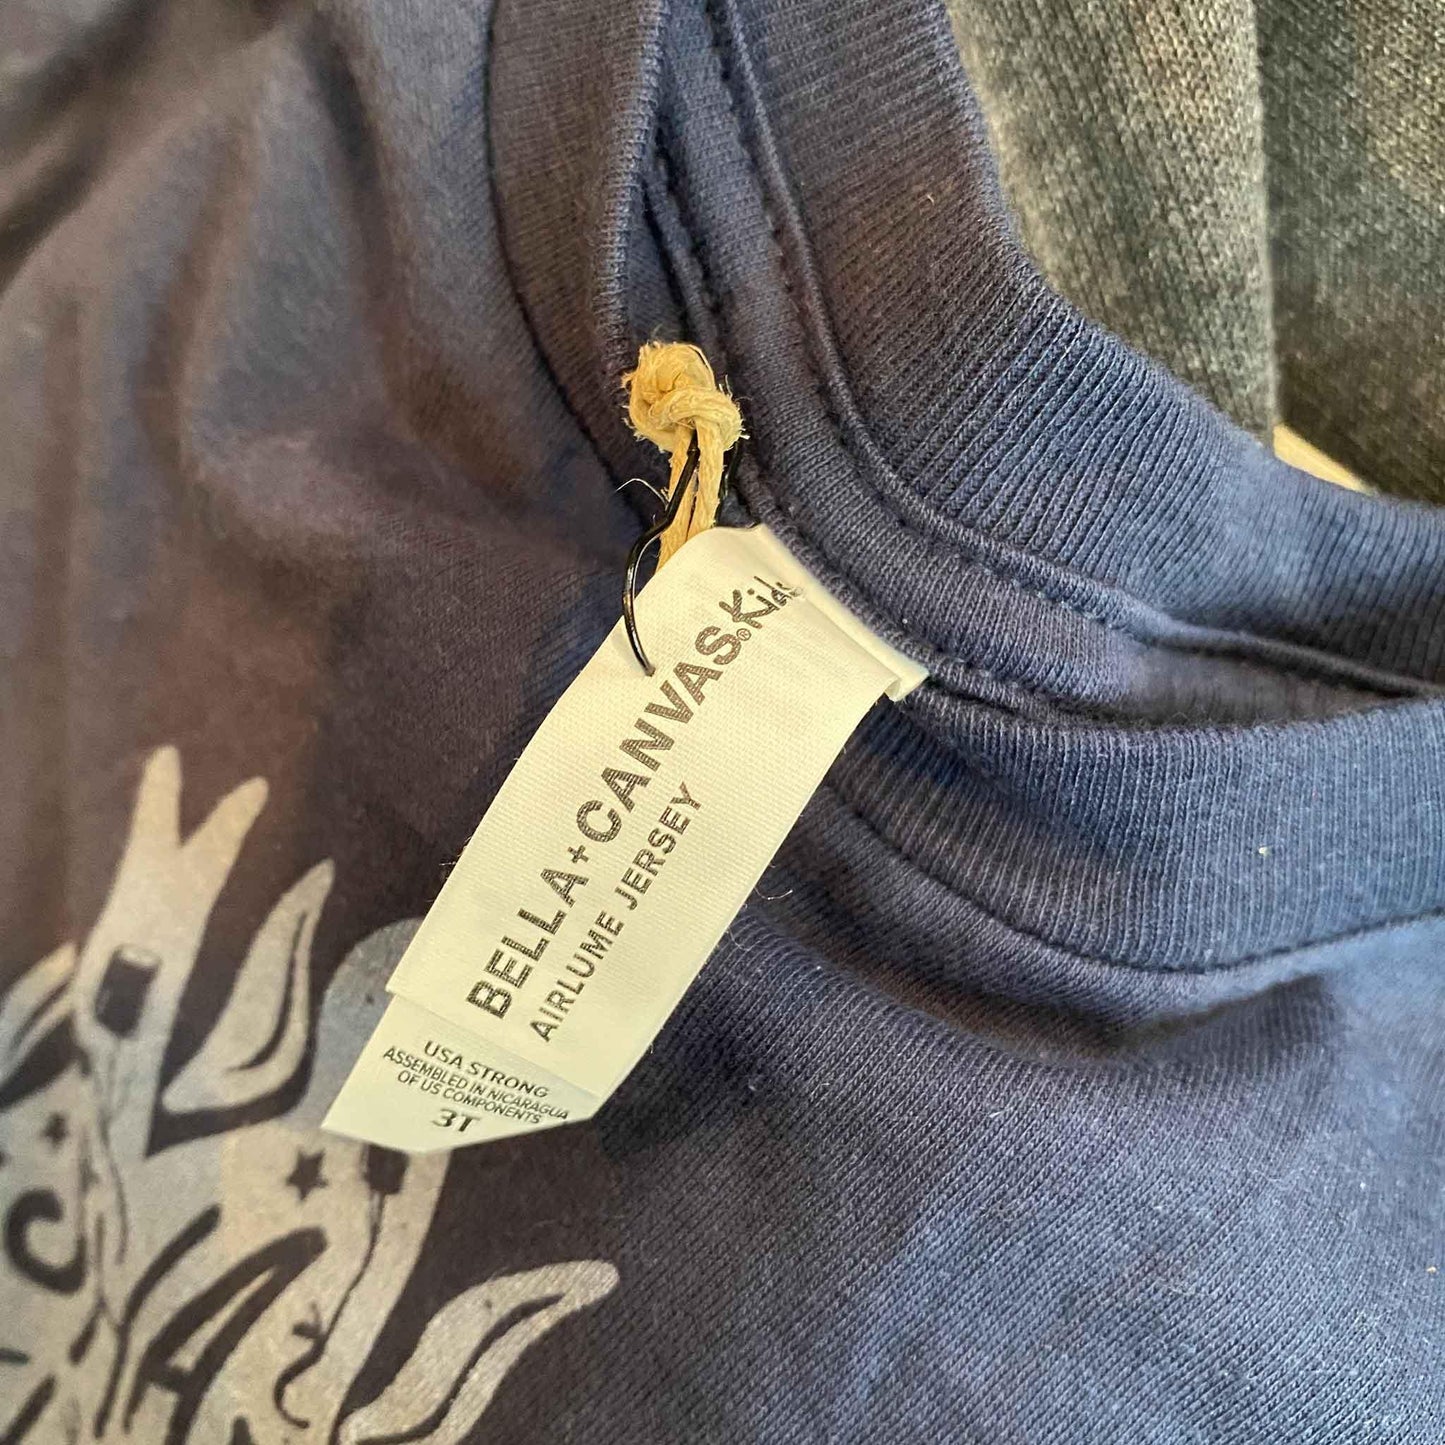 BELLA+CANVAS®Kids
AIRLUME JERSEY
USA STRONG
ASSEMBLED IN NICARAGUA
OF US COMPONENTS
3T